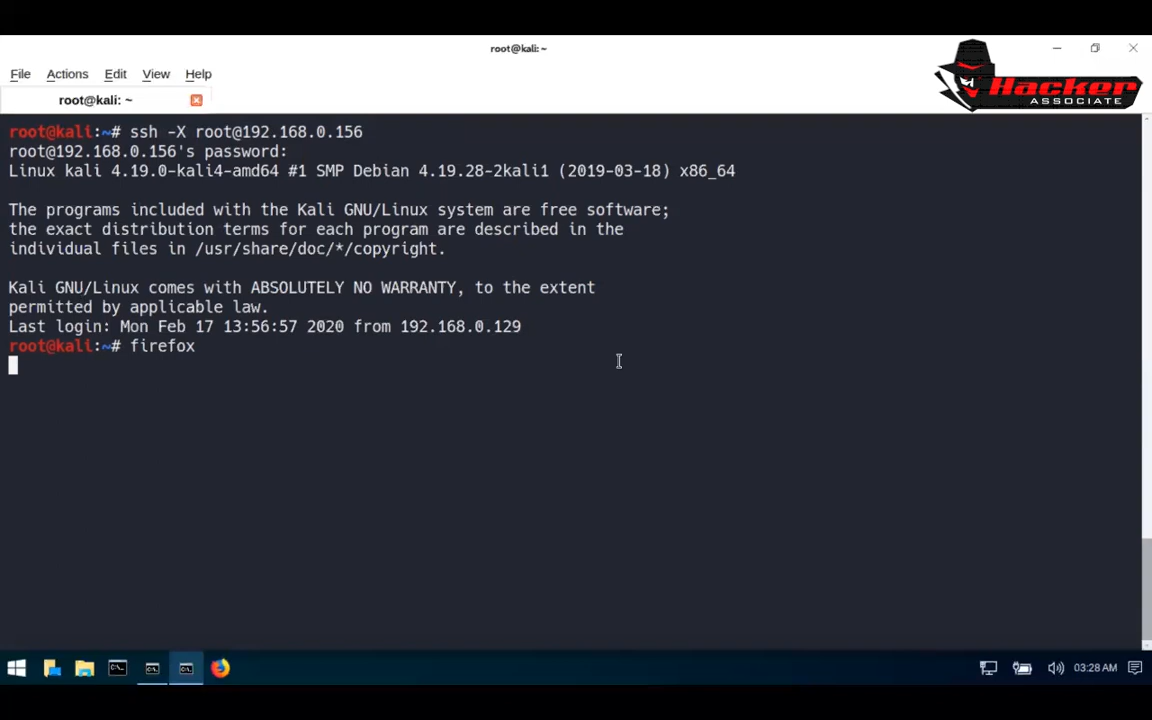 root@kali: ~
File Actions Edit View Help
Hacker
ASSOCIATE
root@kali: ~
root@kali:~# ssh -X root@192.168.0.156
root@192.168.0.156's password:
Linux kali 4.19.0-kali4-amd64 #1 SMP Debian 4.19.28-2kali1 (2019-03-18) x86_64
The programs included with the Kali GNU/Linux system are free software;
the exact distribution terms for each program are described in the
individual files in /usr/share/doc/*/copyright.
Kali GNU/Linux comes with ABSOLUTELY NO WARRANTY, to the extent
permitted by applicable law.
Last login: Mon Feb 17 13:56:57 2020 from 192.168.0.129
root@kali:~# firefox
03:28 AM